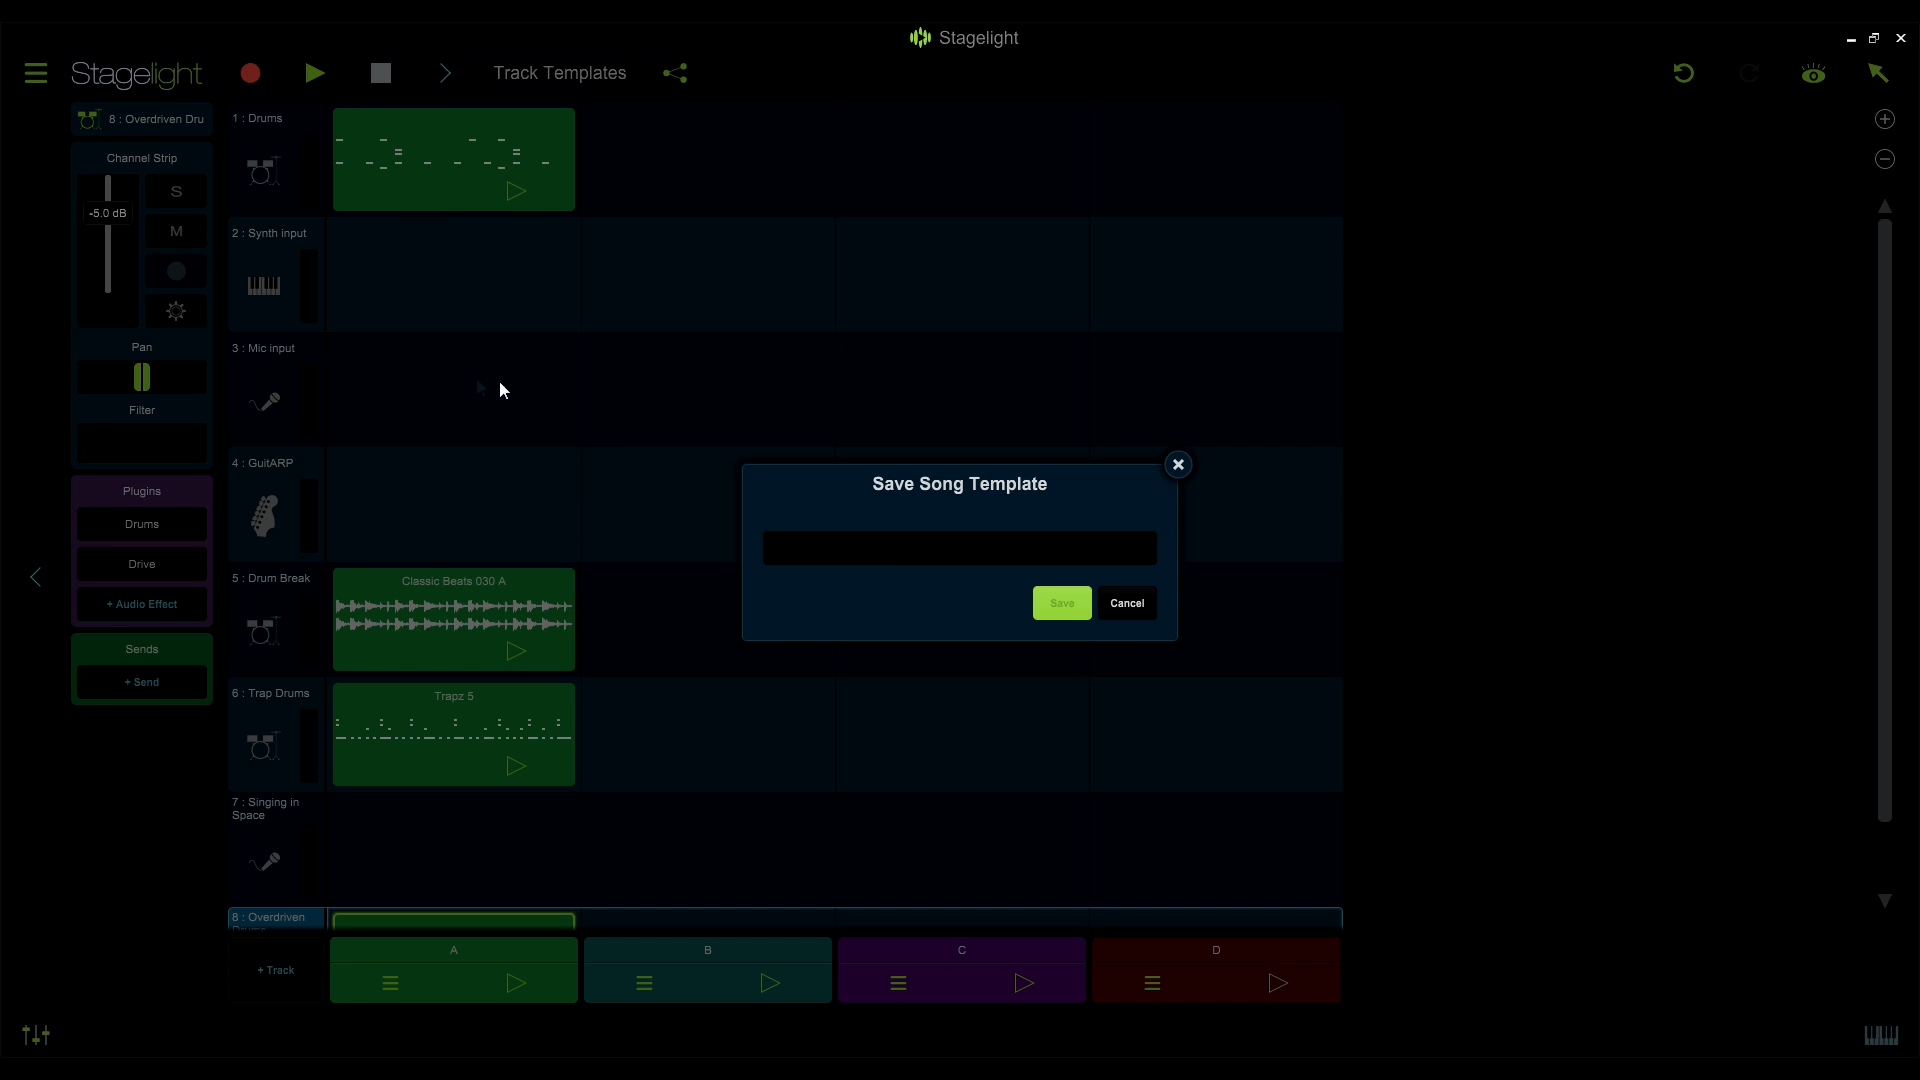 Stagelight
Stagelight
Track Templates
8 : Overdriven Dru
Channel Strip
S
-5.0 dB
M
Pan
Filter
Plugins
Drums
Drive
+ Audio Effect
Sends
+ Send
1 : Drums
2 : Synth input
3 : Mic input
4 : GuitARP
5 : Drum Break
Classic Beats 030 A
6 : Trap Drums
Trapz 5
7 : Singing in
Space
8 : Overdriven
Drums
+ Track
A
B
C
D
Save Song Template
Save
Cancel